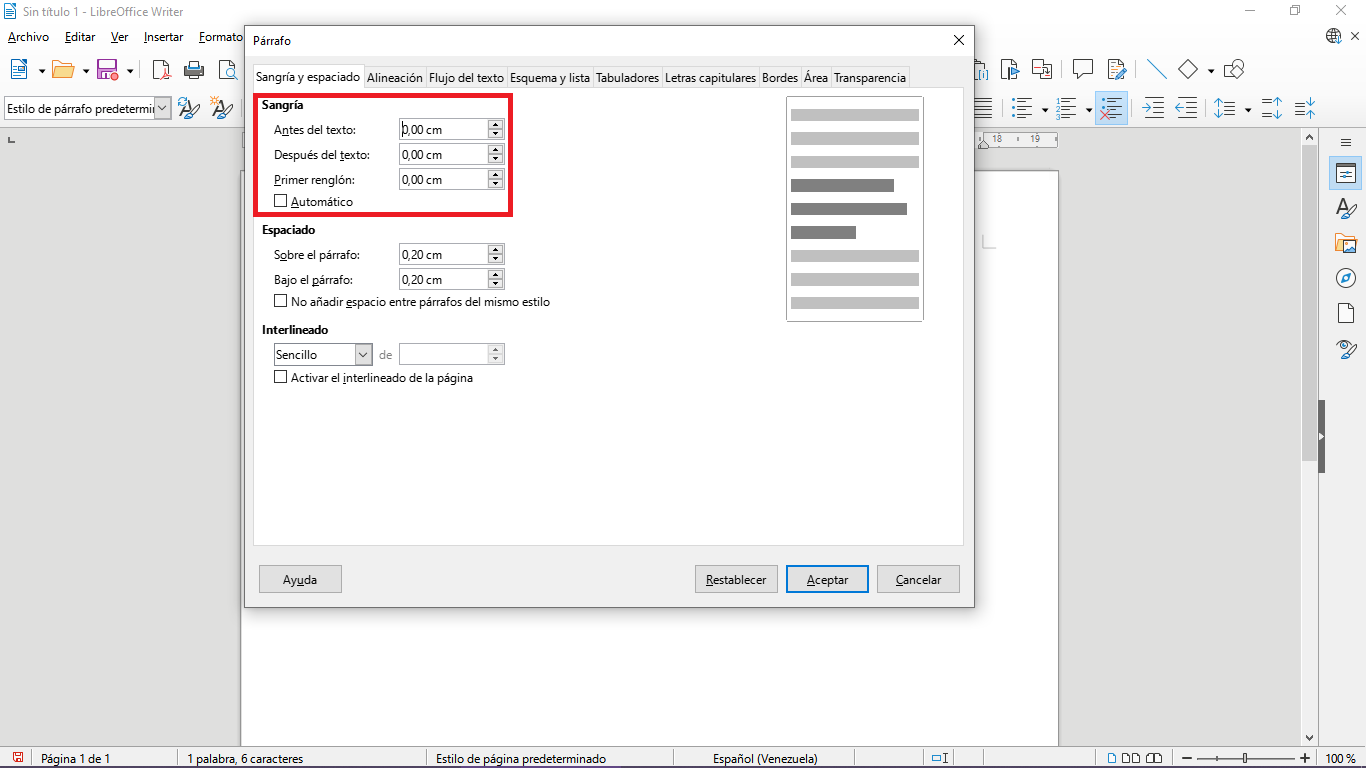 Sin título 1 - LibreOffice Writer
Archivo Editar Ver Insertar Formato
Párrafo
Sangría y espaciado Alineación Flujo del texto Esquema y lista Tabuladores Letras capitulares Bordes Área Transparencia
Estilo de párrafo predetermin
Sangría
Antes del texto: 0,00 cm
Después del texto: 0,00 cm
Primer renglón: 0,00 cm
Automático
18 19
Espaciado
Sobre el párrafo: 0,20 cm
Bajo el párrafo: 0,20 cm
No añadir espacio entre párrafos del mismo estilo
Interlineado
Sencillo de
Activar el interlineado de la página
Ayuda Restablecer Aceptar Cancelar
Página 1 de 1 1 palabra, 6 caracteres Estilo de página predeterminado Español (Venezuela) 100 %